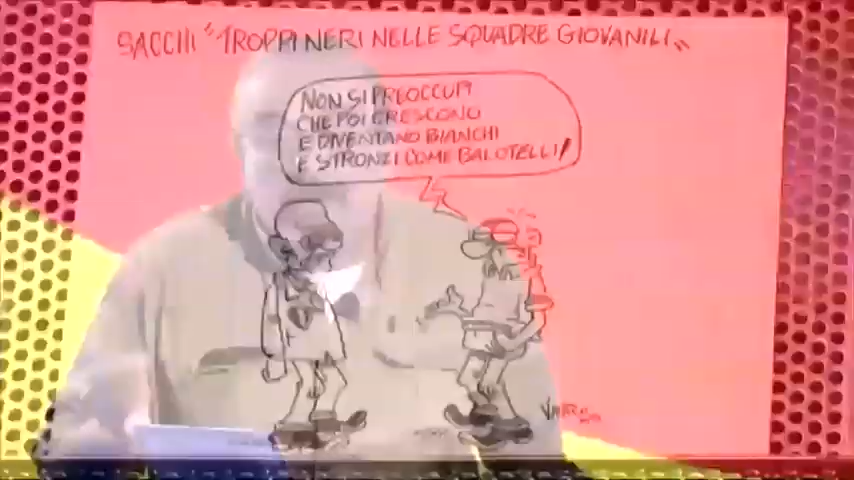 SACCHI "TROPPI NERI NELLE SQUADRE GIOVANILI"
NON SI PREOCCUPI
CHE POI CRESCONO
E DIVENTANO BIANCHI
E STRONZI COME BALOTELLI!